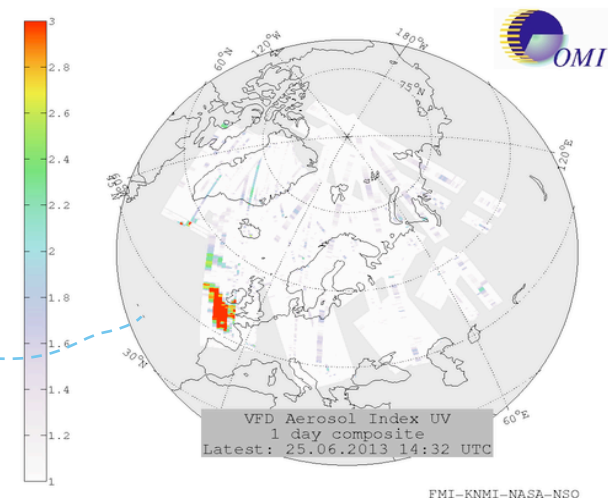 3
2.8
2.6
2.4
2.2
2
1.8
1.6
1.4
1.2
1
60°N
120°W
180°W
75°N
120°E
30°N
60°E
OMI
VFD Aerosol Index UV
1 day composite
Latest: 25.06.2013 14:32 UTC
FMI-KNMI-NASA-NSO